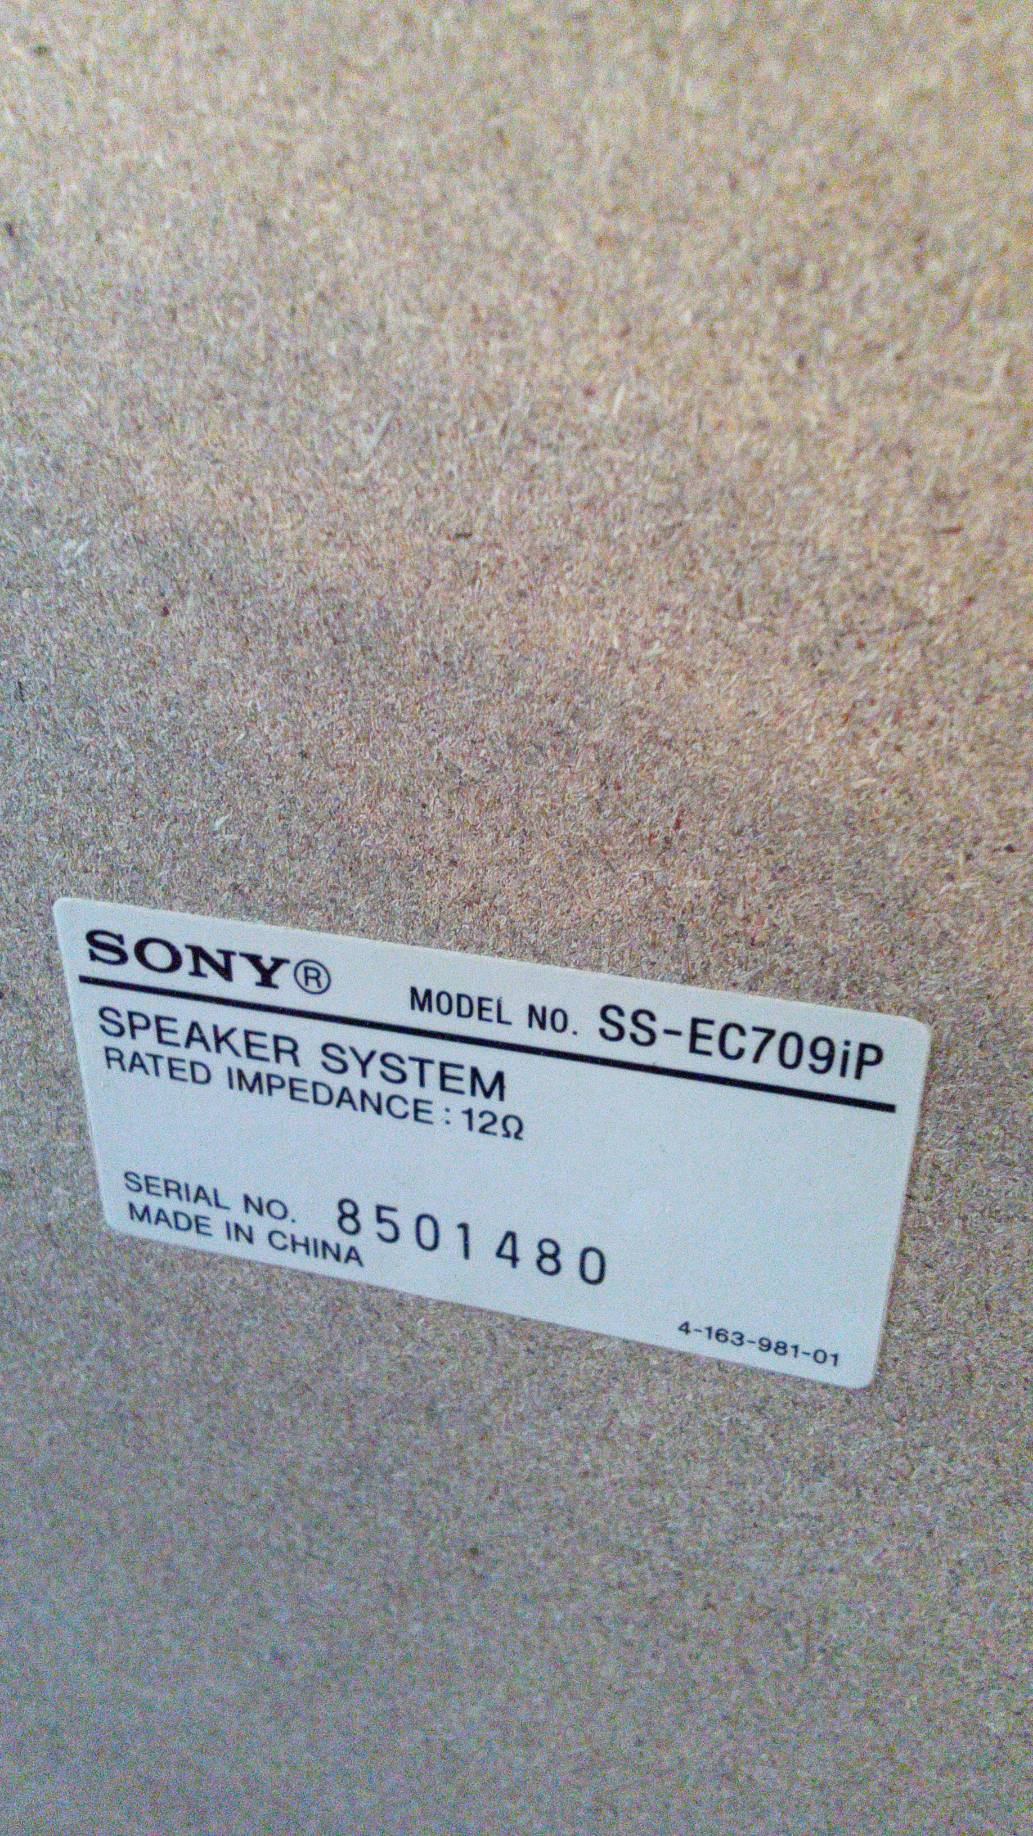 SONY®
MODEL NO. SS-EC709iP
SPEAKER SYSTEM
RATED IMPEDANCE : 12Ω
SERIAL NO. 8501480
MADE IN CHINA
4-163-981-01